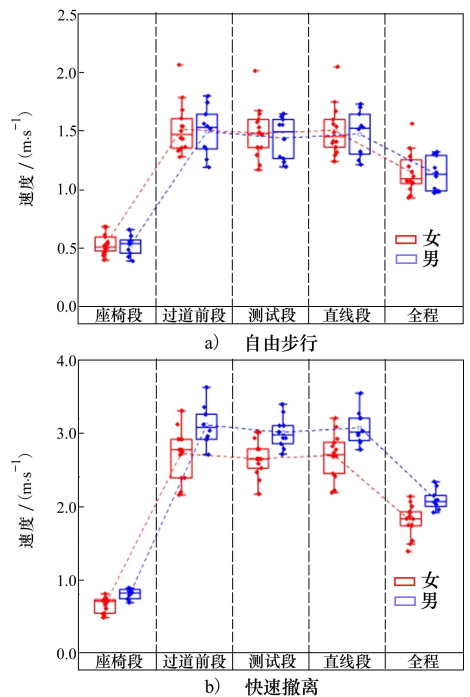 2.5
2.0
1.5
1.0
0.5
0.0
速度 / (m·s⁻¹)
女
男
座椅段 过道前段 测试段 直线段 全程
a) 自由步行
4.0
3.0
2.0
1.0
0.0
速度 / (m·s⁻¹)
女
男
座椅段 过道前段 测试段 直线段 全程
b) 快速撤离